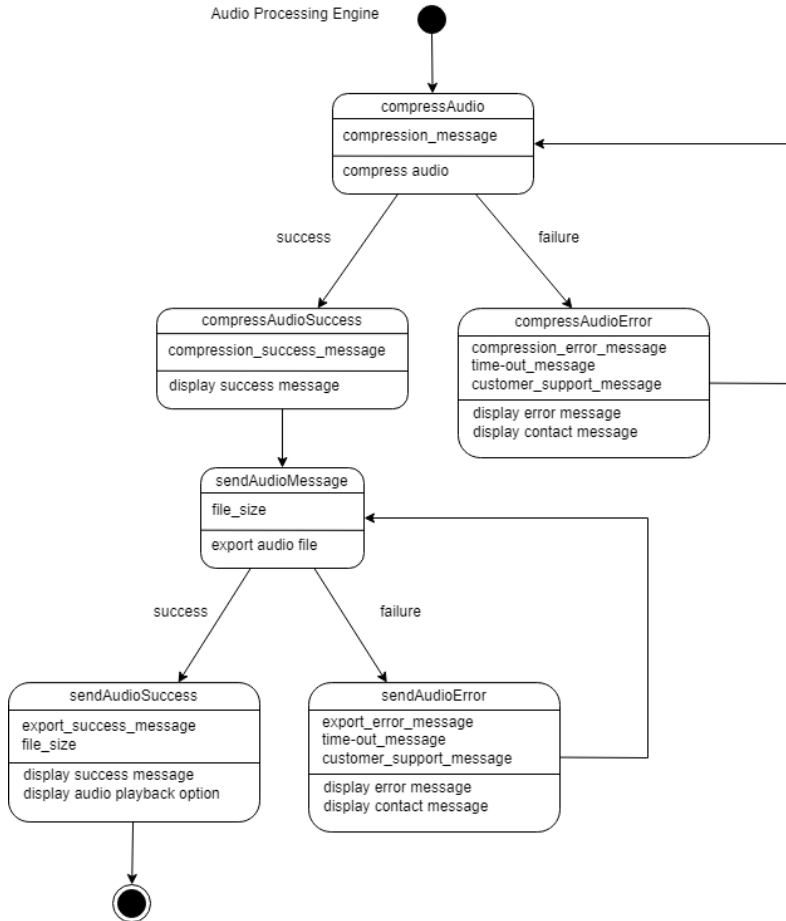 Audio Processing Engine
compressAudio
compression_message
compress audio
success
failure
compressAudioSuccess
compression_success_message
display success message
compressAudioError
compression_error_message
time-out_message
customer_support_message
display error message
display contact message
sendAudioMessage
file_size
export audio file
success
failure
sendAudioSuccess
export_success_message
file_size
display success message
display audio playback option
sendAudioError
export_error_message
time-out_message
customer_support_message
display error message
display contact message